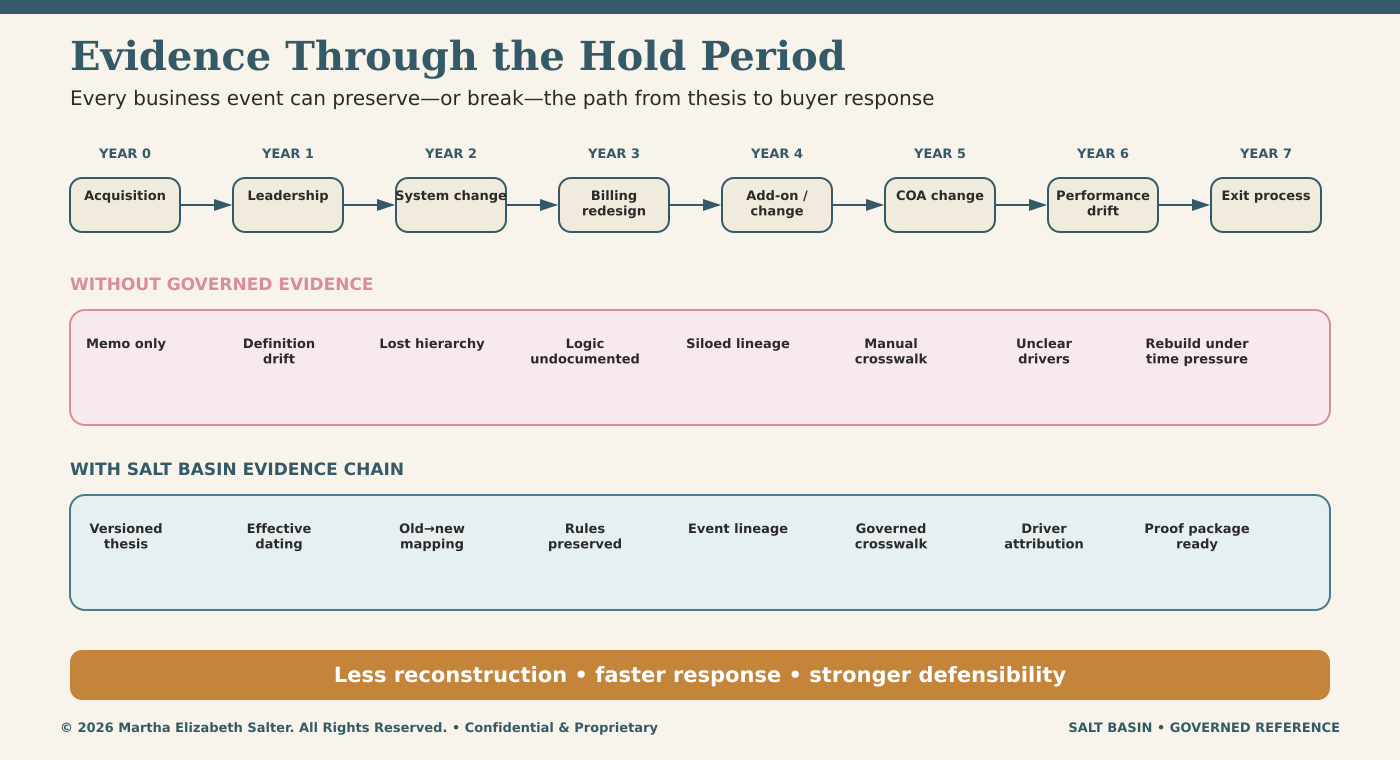 Evidence Through the Hold Period
Every business event can preserve—or break—the path from thesis to buyer response
YEAR 0
YEAR 1
YEAR 2
YEAR 3
YEAR 4
YEAR 5
YEAR 6
YEAR 7
Acquisition
Leadership
System change
Billing
redesign
Add-on /
change
COA change
Performance
drift
Exit process
WITHOUT GOVERNED EVIDENCE
Memo only
Definition
drift
Lost hierarchy
Logic
undocumented
Siloed lineage
Manual
crosswalk
Unclear
drivers
Rebuild under
time pressure
WITH SALT BASIN EVIDENCE CHAIN
Versioned
thesis
Effective
dating
Old→new
mapping
Rules
preserved
Event lineage
Governed
crosswalk
Driver
attribution
Proof package
ready
Less reconstruction • faster response • stronger defensibility
© 2026 Martha Elizabeth Salter. All Rights Reserved. • Confidential & Proprietary
SALT BASIN • GOVERNED REFERENCE